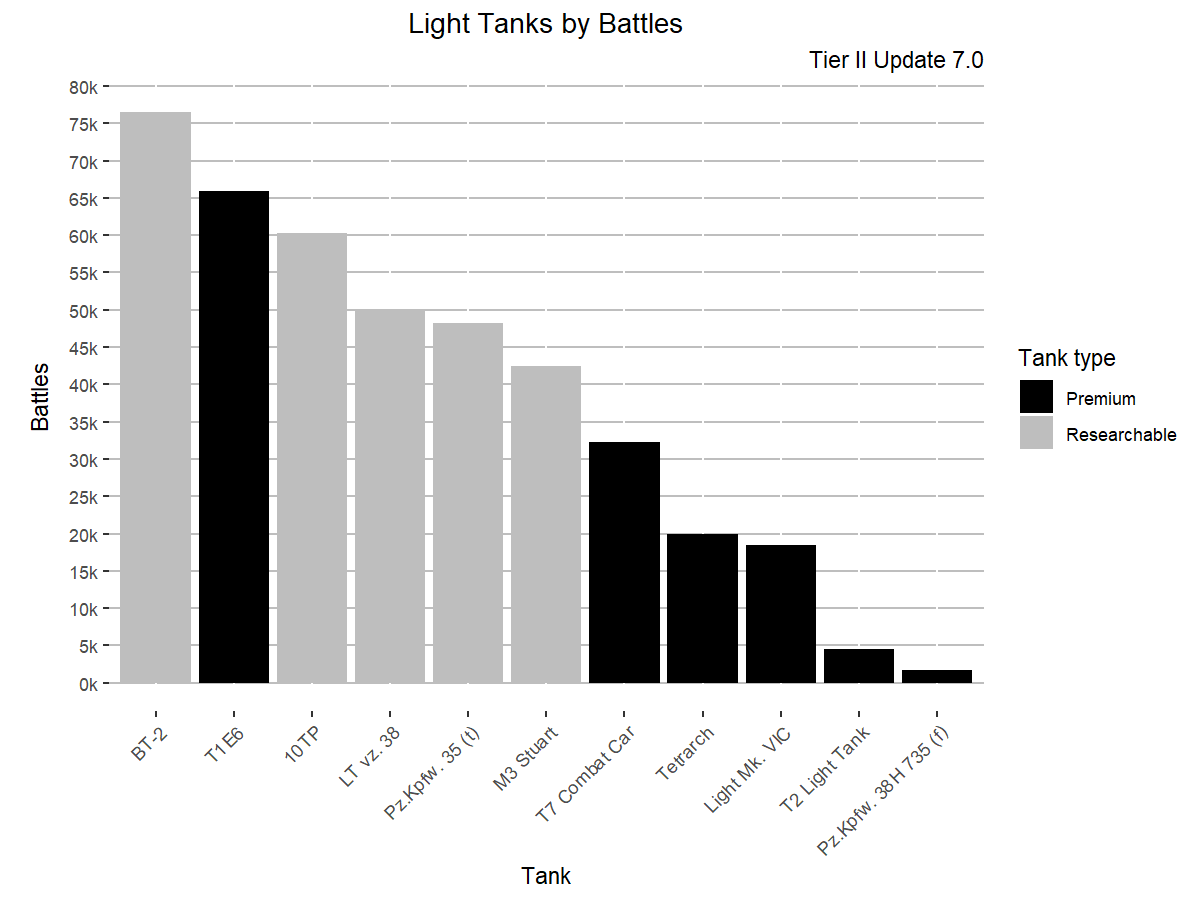 Light Tanks by Battles
Tier II Update 7.0
80k
75k
70k
65k
60k
55k
50k
45k
40k
35k
30k
25k
20k
15k
10k
5k
0k
Battles
BT-2
T1E6
10TP
LT vz. 38
Pz.Kpfw. 35 (t)
M3 Stuart
T7 Combat Car
Tetrarch
Light Mk. VIC
T2 Light Tank
Pz.Kpfw. 38H 735 (f)
Tank
Tank type
Premium
Researchable